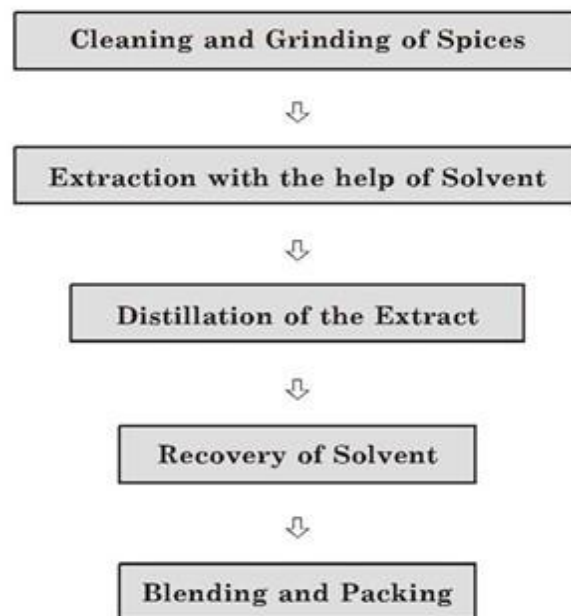 Cleaning and Grinding of Spices
Extraction with the help of Solvent
Distillation of the Extract
Recovery of Solvent
Blending and Packing